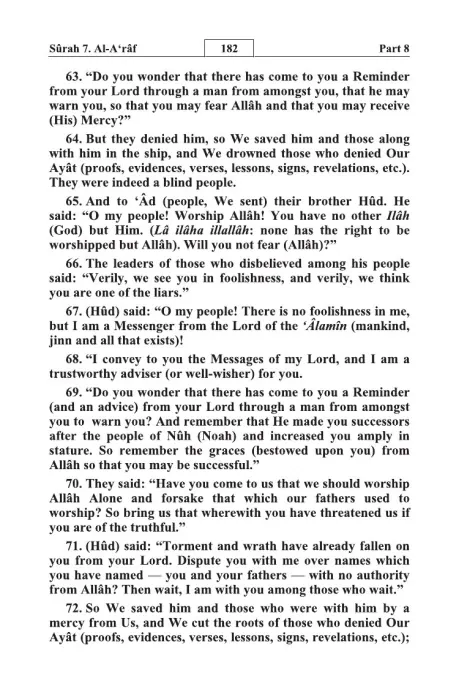 Sûrah 7. Al-A‘râf 182 Part 8
63. “Do you wonder that there has come to you a Reminder
from your Lord through a man from amongst you, that he may
warn you, so that you may fear Allâh and that you may receive
(His) Mercy?”
64. But they denied him, so We saved him and those along
with him in the ship, and We drowned those who denied Our
Ayât (proofs, evidences, verses, lessons, signs, revelations, etc.).
They were indeed a blind people.
65. And to ‘Âd (people, We sent) their brother Hûd. He
said: “O my people! Worship Allâh! You have no other Ilâh
(God) but Him. (Lâ ilâha illallâh: none has the right to be
worshipped but Allâh). Will you not fear (Allâh)?”
66. The leaders of those who disbelieved among his people
said: “Verily, we see you in foolishness, and verily, we think
you are one of the liars.”
67. (Hûd) said: “O my people! There is no foolishness in me,
but I am a Messenger from the Lord of the ‘Âlamîn (mankind,
jinn and all that exists)!
68. “I convey to you the Messages of my Lord, and I am a
trustworthy adviser (or well-wisher) for you.
69. “Do you wonder that there has come to you a Reminder
(and an advice) from your Lord through a man from amongst
you to warn you? And remember that He made you successors
after the people of Nûh (Noah) and increased you amply in
stature. So remember the graces (bestowed upon you) from
Allâh so that you may be successful.”
70. They said: “Have you come to us that we should worship
Allâh Alone and forsake that which our fathers used to
worship? So bring us that wherewith you have threatened us if
you are of the truthful.”
71. (Hûd) said: “Torment and wrath have already fallen on
you from your Lord. Dispute you with me over names which
you have named — you and your fathers — with no authority
from Allâh? Then wait, I am with you among those who wait.”
72. So We saved him and those who were with him by a
mercy from Us, and We cut the roots of those who denied Our
Ayât (proofs, evidences, verses, lessons, signs, revelations, etc.);